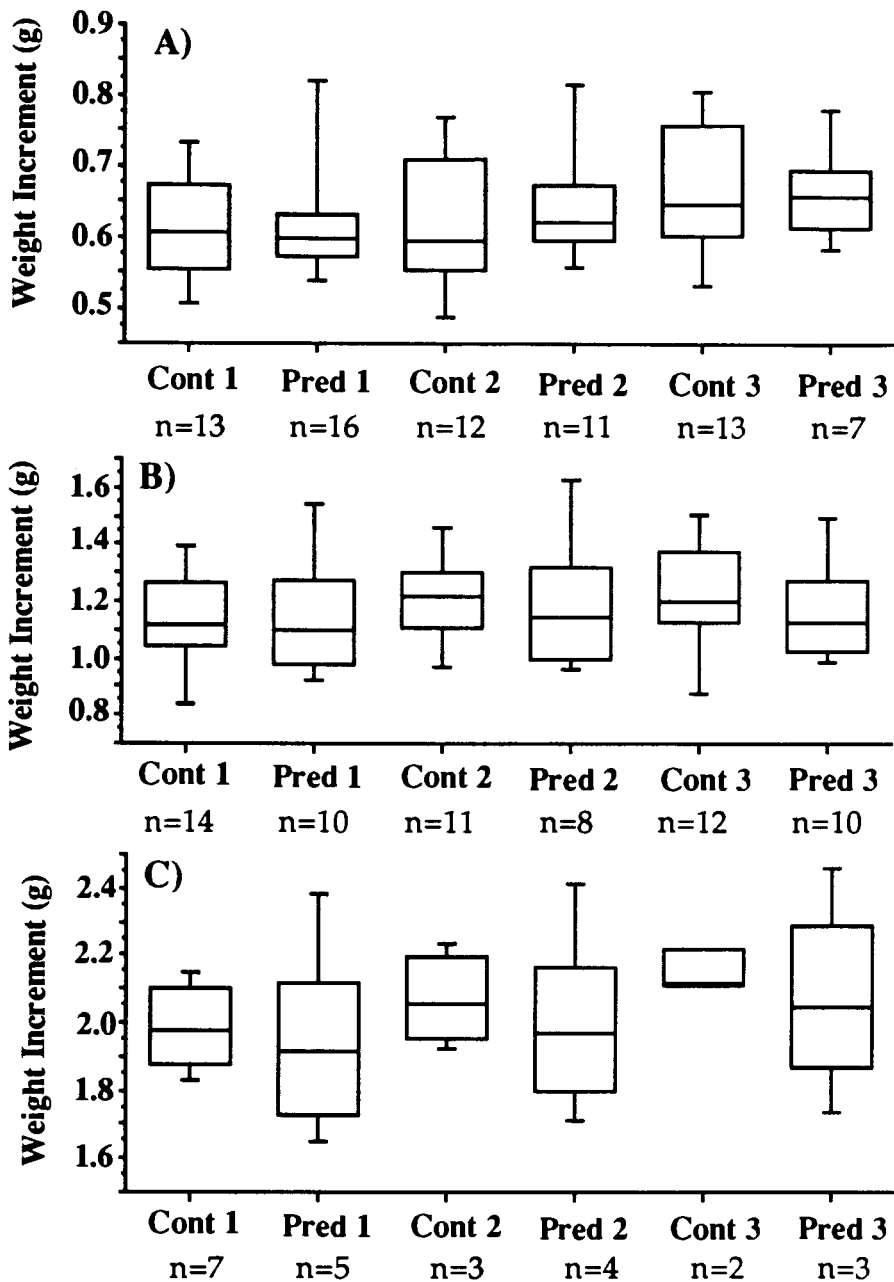 A)
Weight Increment (g)
0.9
0.8
0.7
0.6
0.5
Cont 1 Pred 1 Cont 2 Pred 2 Cont 3 Pred 3
n=13 n=16 n=12 n=11 n=13 n=7
B)
Weight Increment (g)
1.6
1.4
1.2
1.0
0.8
Cont 1 Pred 1 Cont 2 Pred 2 Cont 3 Pred 3
n=14 n=10 n=11 n=8 n=12 n=10
C)
Weight Increment (g)
2.4
2.2
2.0
1.8
1.6
Cont 1 Pred 1 Cont 2 Pred 2 Cont 3 Pred 3
n=7 n=5 n=3 n=4 n=2 n=3